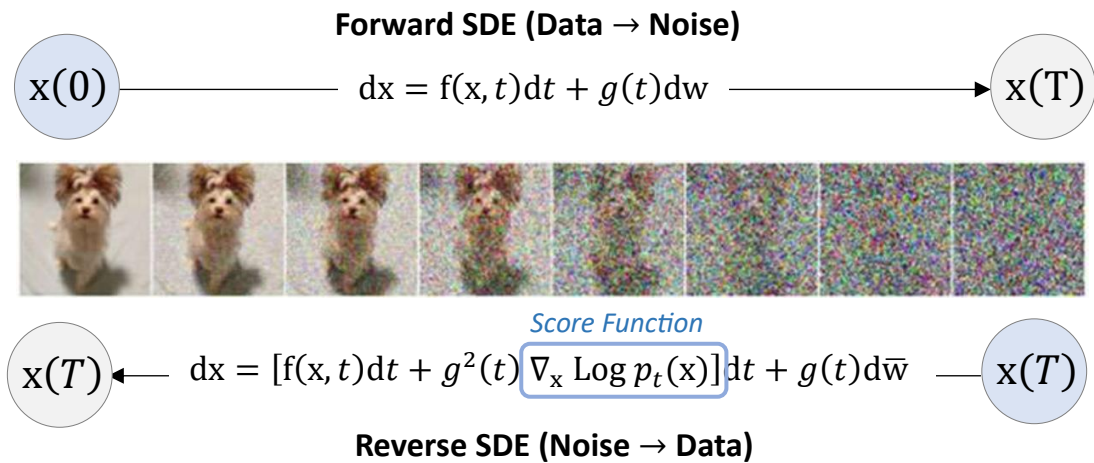 Forward SDE (Data → Noise)
x(0) dx = f(x, t)dt + g(t)dw x(T)
Score Function
x(T) dx = [f(x, t)dt + g²(t) ∇ₓ Log pₜ(x)]dt + g(t)dw̅ x(T)
Reverse SDE (Noise → Data)